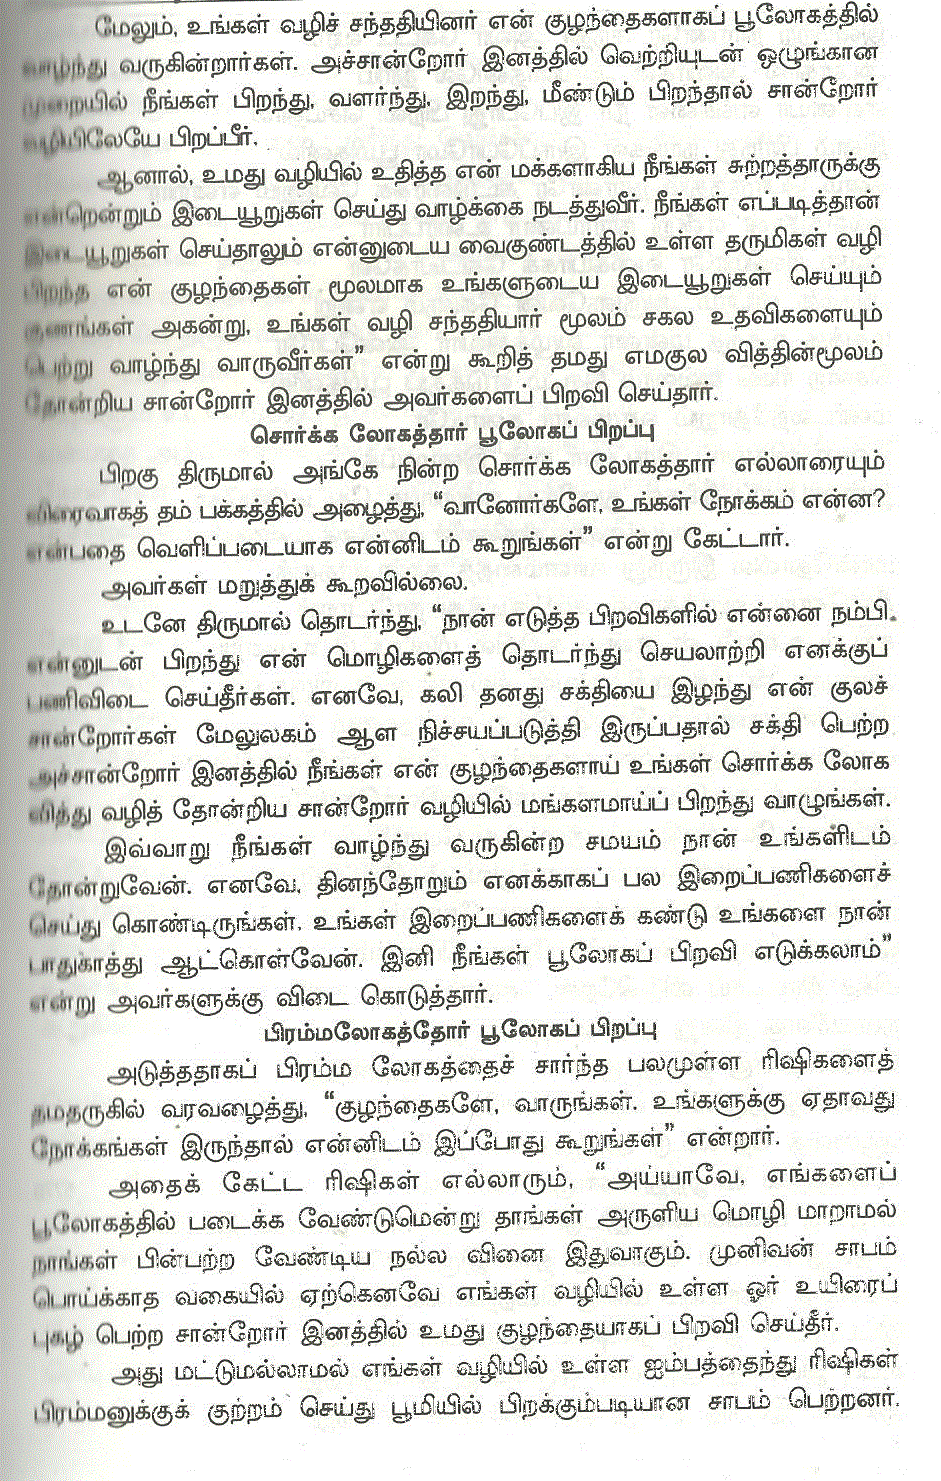 மேலும், உங்கள் வழிச் சந்ததியினர் என் குழந்தைகளாகப் பூலோகத்தில்
வாழ்ந்து வருகின்றார்கள். அச்சான்றோர் இனத்தில் வெற்றியுடன் ஒழுங்கான
முறையில் நீங்கள் பிறந்து, வளர்ந்து, இறந்து, மீண்டும் பிறந்தால் சான்றோர்
வழியிலேயே பிறப்பீர்.
ஆனால், உமது வழியில் உதித்த என் மக்களாகிய நீங்கள் சுற்றத்தாருக்கு
என்றென்றும் இடையூறுகள் செய்து வாழ்க்கை நடத்துவீர். நீங்கள் எப்படித்தான்
இடையூறுகள் செய்தாலும் என்னுடைய வைகுண்டத்தில் உள்ள தருமிகள் வழி
பிறந்த என் குழந்தைகள் மூலமாக உங்களுடைய இடையூறுகள் செய்யும்
குணங்கள் அகன்று, உங்கள் வழி சந்ததியார் மூலம் சகல உதவிகளையும்
பெற்று வாழ்ந்து வாருவீர்கள்” என்று கூறித் தமது எமகுல வித்தின்மூலம்
தோன்றிய சான்றோர் இனத்தில் அவர்களைப் பிறவி செய்தார்.
சொர்க்க லோகத்தார் பூலோகப் பிறப்பு
பிறகு திருமால் அங்கே நின்ற சொர்க்க லோகத்தார் எல்லாரையும்
விரைவாகத் தம் பக்கத்தில் அழைத்து, “வானோர்களே, உங்கள் நோக்கம் என்ன?
என்பதை வெளிப்படையாக என்னிடம் கூறுங்கள்” என்று கேட்டார்.
அவர்கள் மறுத்துக் கூறவில்லை.
உடனே திருமால் தொடர்ந்து, “நான் எடுத்த பிறவிகளில் என்னை நம்பி
என்னுடன் பிறந்து என் மொழிகளைத் தொடர்ந்து செயலாற்றி எனக்குப்
பணிவிடை செய்தீர்கள். எனவே, கலி தனது சக்தியை இழந்து என் குலச்
சான்றோர்கள் மேலுலகம் ஆள நிச்சயப்படுத்தி இருப்பதால் சக்தி பெற்ற
அச்சான்றோர் இனத்தில் நீங்கள் என் குழந்தைகளாய் உங்கள் சொர்க்க லோக
வித்து வழித் தோன்றிய சான்றோர் வழியில் மங்களமாய்ப் பிறந்து வாழுங்கள்.
இவ்வாறு நீங்கள் வாழ்ந்து வருகின்ற சமயம் நான் உங்களிடம்
தோன்றுவேன். எனவே, தினந்தோறும் எனக்காகப் பல இறைப்பணிகளைச்
செய்து கொண்டிருங்கள், உங்கள் இறைப்பணிகளைக் கண்டு உங்களை நான்
பாதுகாத்து ஆட்கொள்வேன். இனி நீங்கள் பூலோகப் பிறவி எடுக்கலாம்”
என்று அவர்களுக்கு விடை கொடுத்தார்.
பிரம்மலோகத்தோர் பூலோகப் பிறப்பு
அடுத்ததாகப் பிரம்ம லோகத்தைச் சார்ந்த பலமுள்ள ரிஷிகளைத்
தமதருகில் வரவழைத்து, “குழந்தைகளே, வாருங்கள். உங்களுக்கு ஏதாவது
நோக்கங்கள் இருந்தால் என்னிடம் இப்போது கூறுங்கள்” என்றார்.
அதைக் கேட்ட ரிஷிகள் எல்லாரும், “அய்யாவே, எங்களைப்
பூலோகத்தில் படைக்க வேண்டுமென்று தாங்கள் அருளிய மொழி மாறாமல்
நாங்கள் பின்பற்ற வேண்டிய நல்ல வினை இதுவாகும். முனிவன் சாபம்
பொய்க்காத வகையில் ஏற்கெனவே எங்கள் வழியில் உள்ள ஓர் உயிரைப்
புகழ் பெற்ற சான்றோர் இனத்தில் உமது குழந்தையாகப் பிறவி செய்தீர்.
அது மட்டுமல்லாமல் எங்கள் வழியில் உள்ள ஐம்பத்தைந்து ரிஷிகள்
பிரம்மனுக்குக் குற்றம் செய்து பூமியில் பிறக்கும்படியான சாபம் பெற்றனர்.